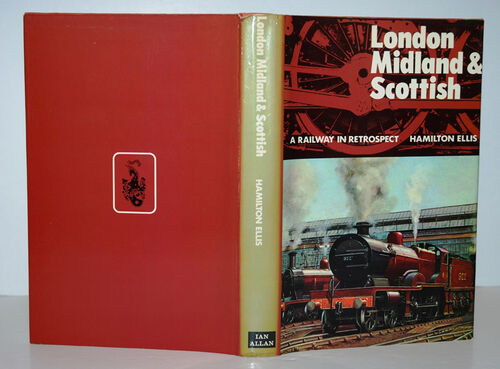 London
Midland &
Scottish
A RAILWAY IN RETROSPECT HAMILTON ELLIS
London Midland & Scottish
HAMILTON ELLIS
IAN
ALLAN